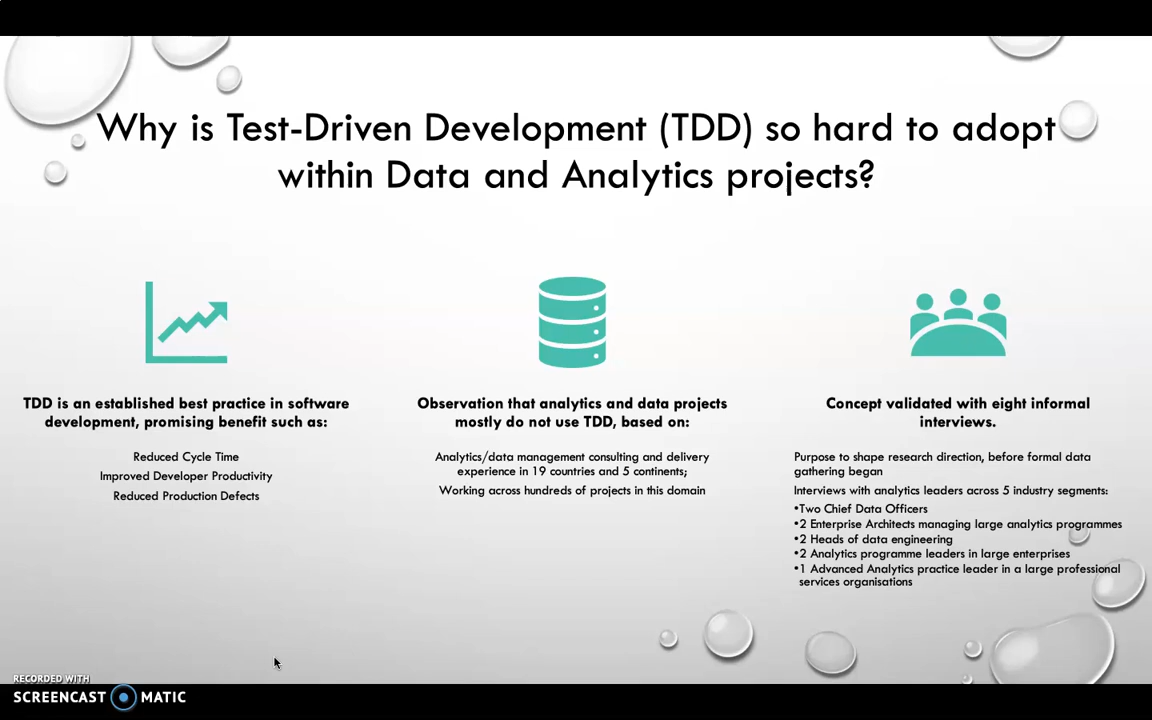 Why is Test-Driven Development (TDD) so hard to adopt
within Data and Analytics projects?
TDD is an established best practice in software
development, promising benefit such as:
Reduced Cycle Time
Improved Developer Productivity
Reduced Production Defects
Observation that analytics and data projects
mostly do not use TDD, based on:
Analytics/data management consulting and delivery
experience in 19 countries and 5 continents;
Working across hundreds of projects in this domain
Concept validated with eight informal
interviews.
Purpose to shape research direction, before formal data
gathering began
Interviews with analytics leaders across 5 industry segments:
•Two Chief Data Officers
•2 Enterprise Architects managing large analytics programmes
•2 Heads of data engineering
•2 Analytics programme leaders in large enterprises
•1 Advanced Analytics practice leader in a large professional
services organisations
RECORDED WITH
SCREENCAST MATIC